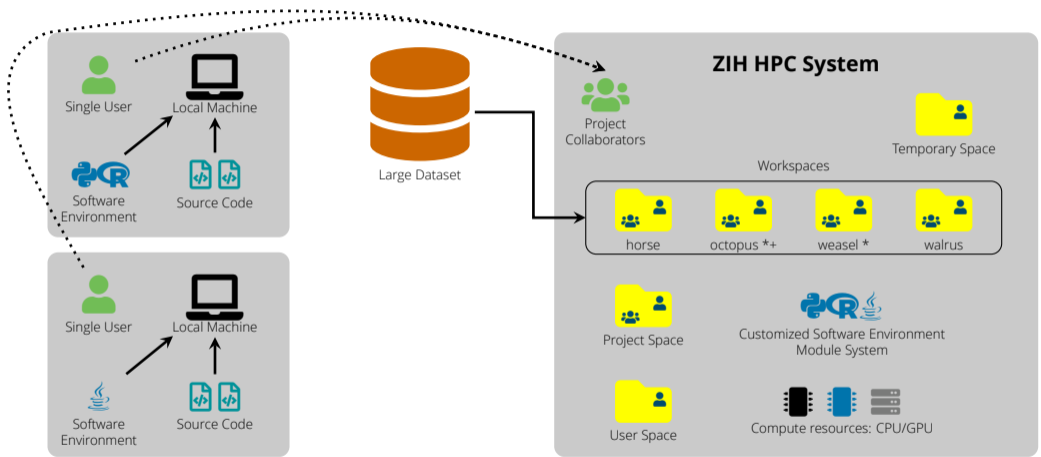 Single User
Local Machine
Software
Environment
Source Code
Single User
Local Machine
Software
Environment
Source Code
Large Dataset
ZIH HPC System
Project
Collaborators
Temporary Space
Workspaces
horse
octopus *+
weasel *
walrus
Project Space
Customized Software Environment
Module System
User Space
Compute resources: CPU/GPU